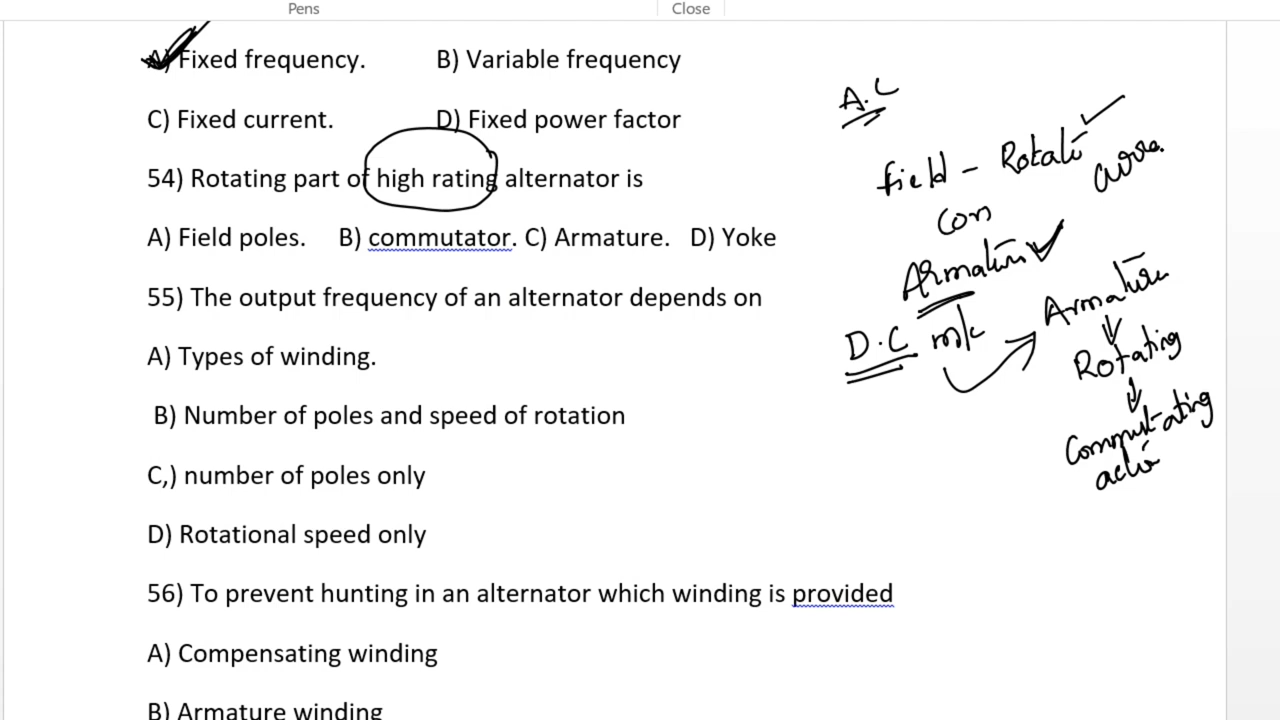 Pens Close
A) Fixed frequency. B) Variable frequency
C) Fixed current. D) Fixed power factor
54) Rotating part of high rating alternator is
A) Field poles. B) commutator. C) Armature. D) Yoke
55) The output frequency of an alternator depends on
A) Types of winding.
B) Number of poles and speed of rotation
C,) number of poles only
D) Rotational speed only
56) To prevent hunting in an alternator which winding is provided
A) Compensating winding
B) Armature winding
A.C
field -
Armature
D.C m/c
Armature
Rotating
Commutating